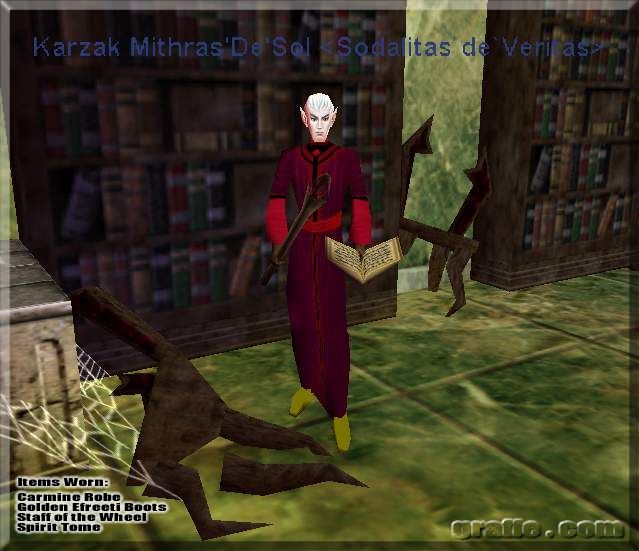 Karzak Mithras'De'Sol <Sodalitas de`Veritas>
Items Worn:
Carmine Robe
Golden Efreeti Boots
Staff of the Wheel
Spirit Tome
graffe.com